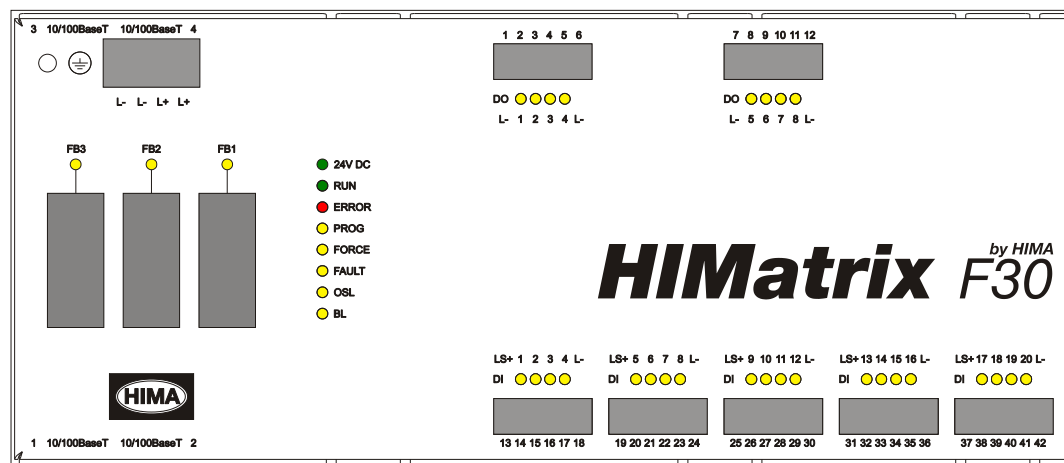 3 10/100BaseT 10/100BaseT 4
1 2 3 4 5 6
7 8 9 10 11 12
L- L- L+ L+
DO
L- 1 2 3 4 L-
DO
L- 5 6 7 8 L-
FB3 FB2 FB1
24V DC
RUN
ERROR
PROG
FORCE
FAULT
OSL
BL
HIMatrix
by HIMA
F30
LS+ 1 2 3 4 L-
LS+ 5 6 7 8 L-
LS+ 9 10 11 12 L-
LS+ 13 14 15 16 L-
LS+ 17 18 19 20 L-
DI
DI
DI
DI
DI
HIMA
13 14 15 16 17 18
19 20 21 22 23 24
25 26 27 28 29 30
31 32 33 34 35 36
37 38 39 40 41 42
1 10/100BaseT 10/100BaseT 2